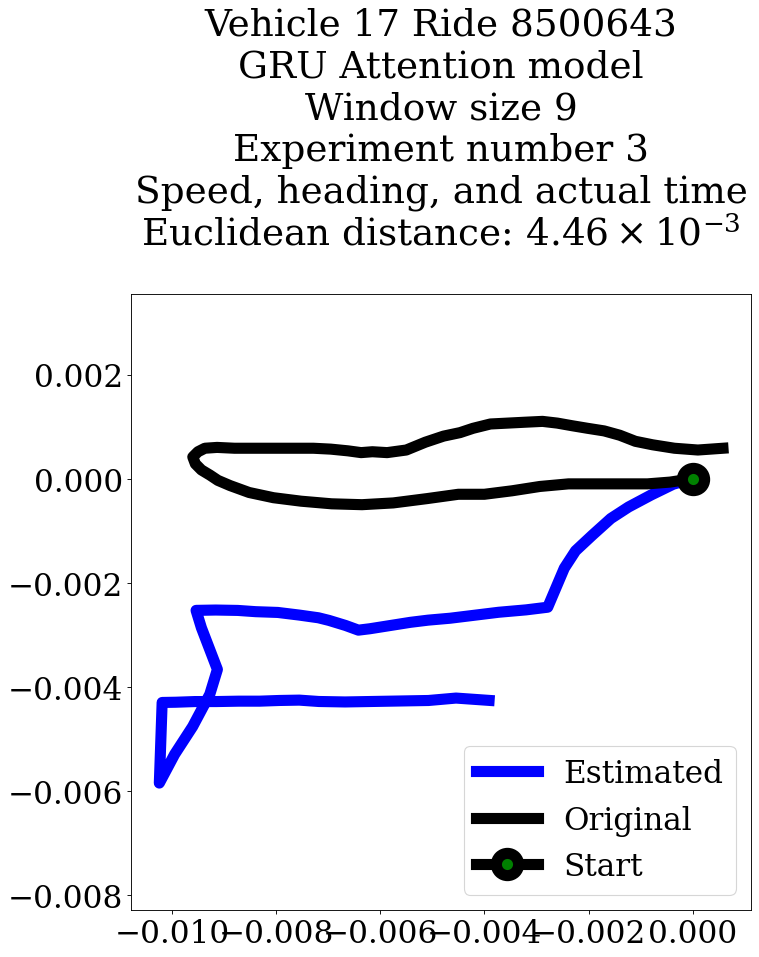 Vehicle 17 Ride 8500643
GRU Attention model
Window size 9
Experiment number 3
Speed, heading, and actual time
Euclidean distance: 4.46 × 10⁻³
0.002
0.000
−0.002
−0.004
−0.006
−0.008
−0.010 −0.008 −0.006 −0.004 −0.002 0.000
Estimated
Original
Start